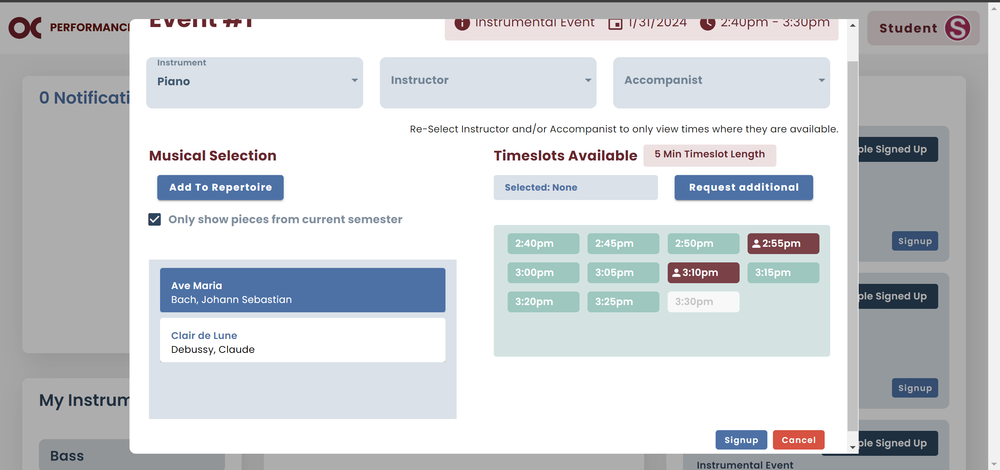 OC PERFORMANC
Event #1
Instrumental Event 1/31/2024 2:40pm - 3:30pm
Student S
Instrument
Piano
Instructor
Accompanist
0 Notificati
Re-Select Instructor and/or Accompanist to only view times where they are available.
Musical Selection
Timeslots Available 5 Min Timeslot Length
ple Signed Up
Add To Repertoire
Selected: None
Request additional
Only show pieces from current semester
2:40pm 2:45pm 2:50pm 2:55pm
Signup
3:00pm 3:05pm 3:10pm 3:15pm
3:20pm 3:25pm 3:30pm
ple Signed Up
Ave Maria
Bach, Johann Sebastian
Clair de Lune
Debussy, Claude
Signup
My Instrum
Signup Cancel
ple Signed Up
Bass
Instrumental Event